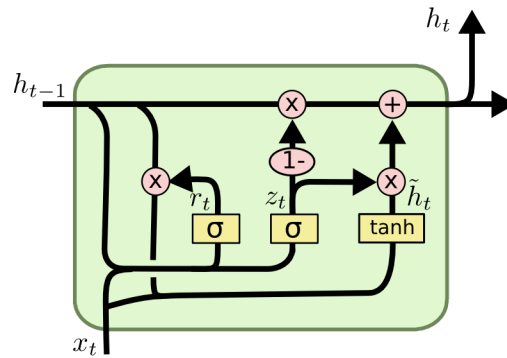 h_t
h_{t-1}
x +
1-
x r_t z_t x h̃_t
σ σ tanh
x_t